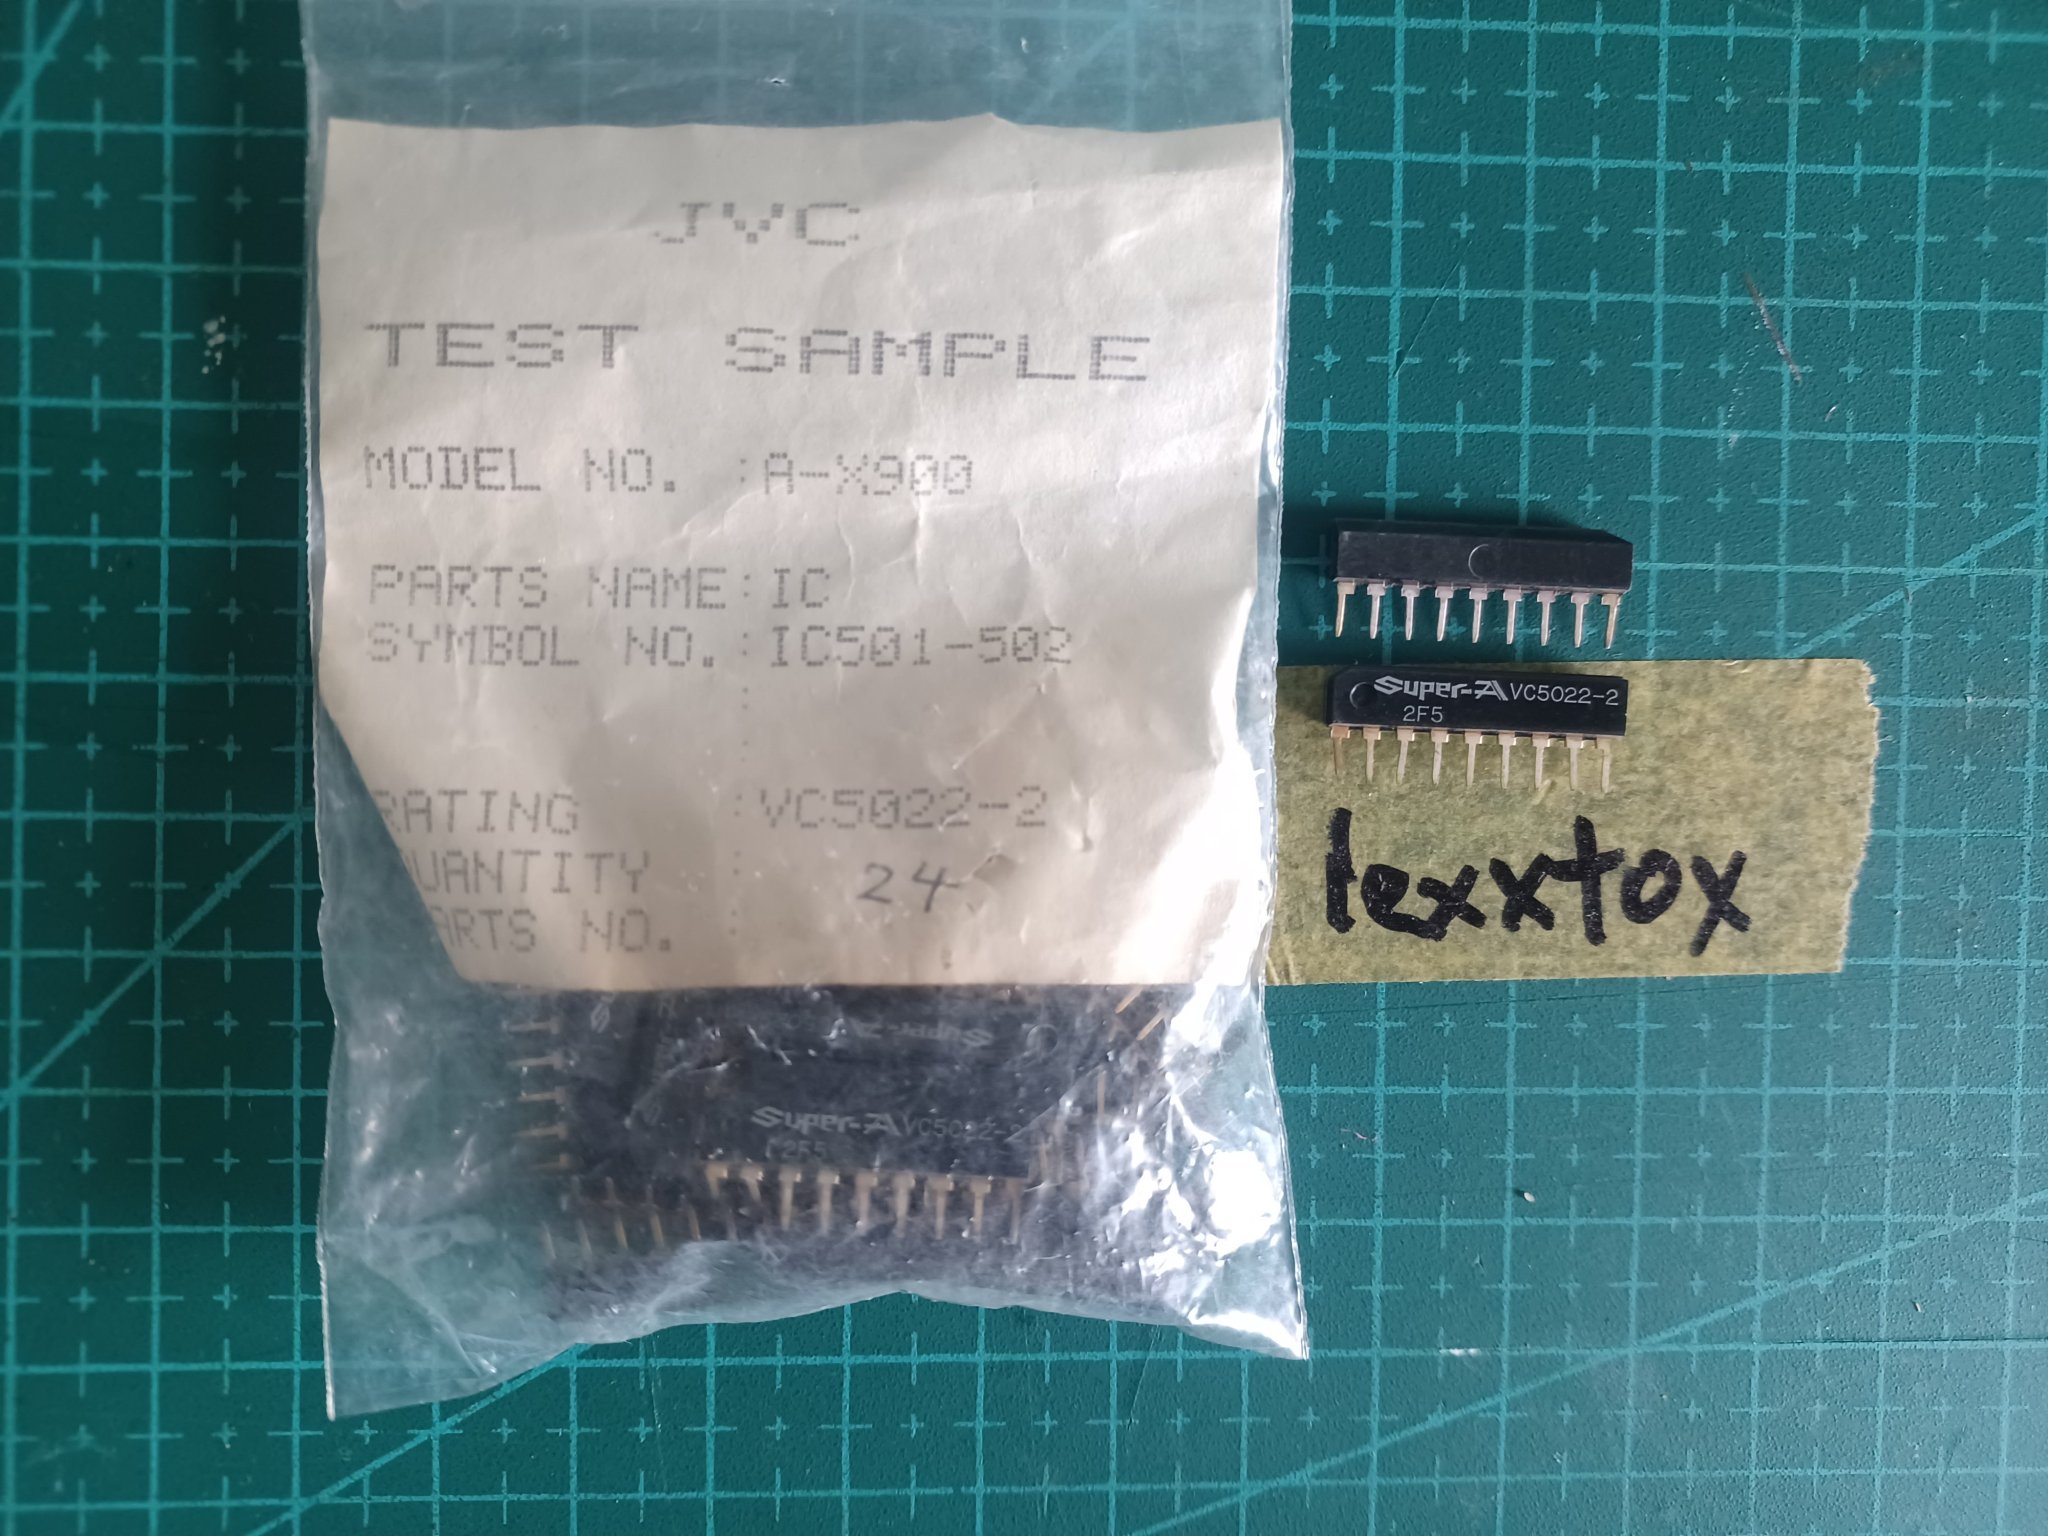 JVC
TEST SAMPLE
MODEL NO. : A-X900
PARTS NAME: IC
SYMBOL NO. : IC501-502
RATING : VC5022-2
QUANTITY : 24
PARTS NO. :
Super-A VC5022-2
2F5
lexxtox
Super-A
Super-A VC5022-2
2F5